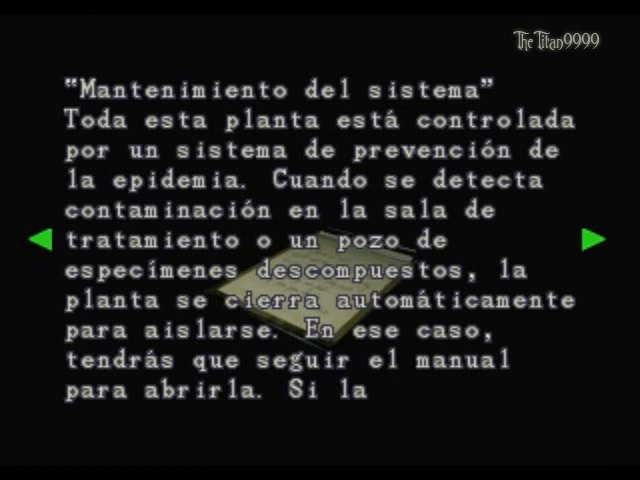 The Titan9999
"Mantenimiento del sistema"
Toda esta planta está controlada
por un sistema de prevención de
la epidemia. Cuando se detecta
contaminación en la sala de
tratamiento o un pozo de
especímenes descompuestos, la
planta se cierra automáticamente
para aislarse. En ese caso,
tendrás que seguir el manual
para abrirla. Si la